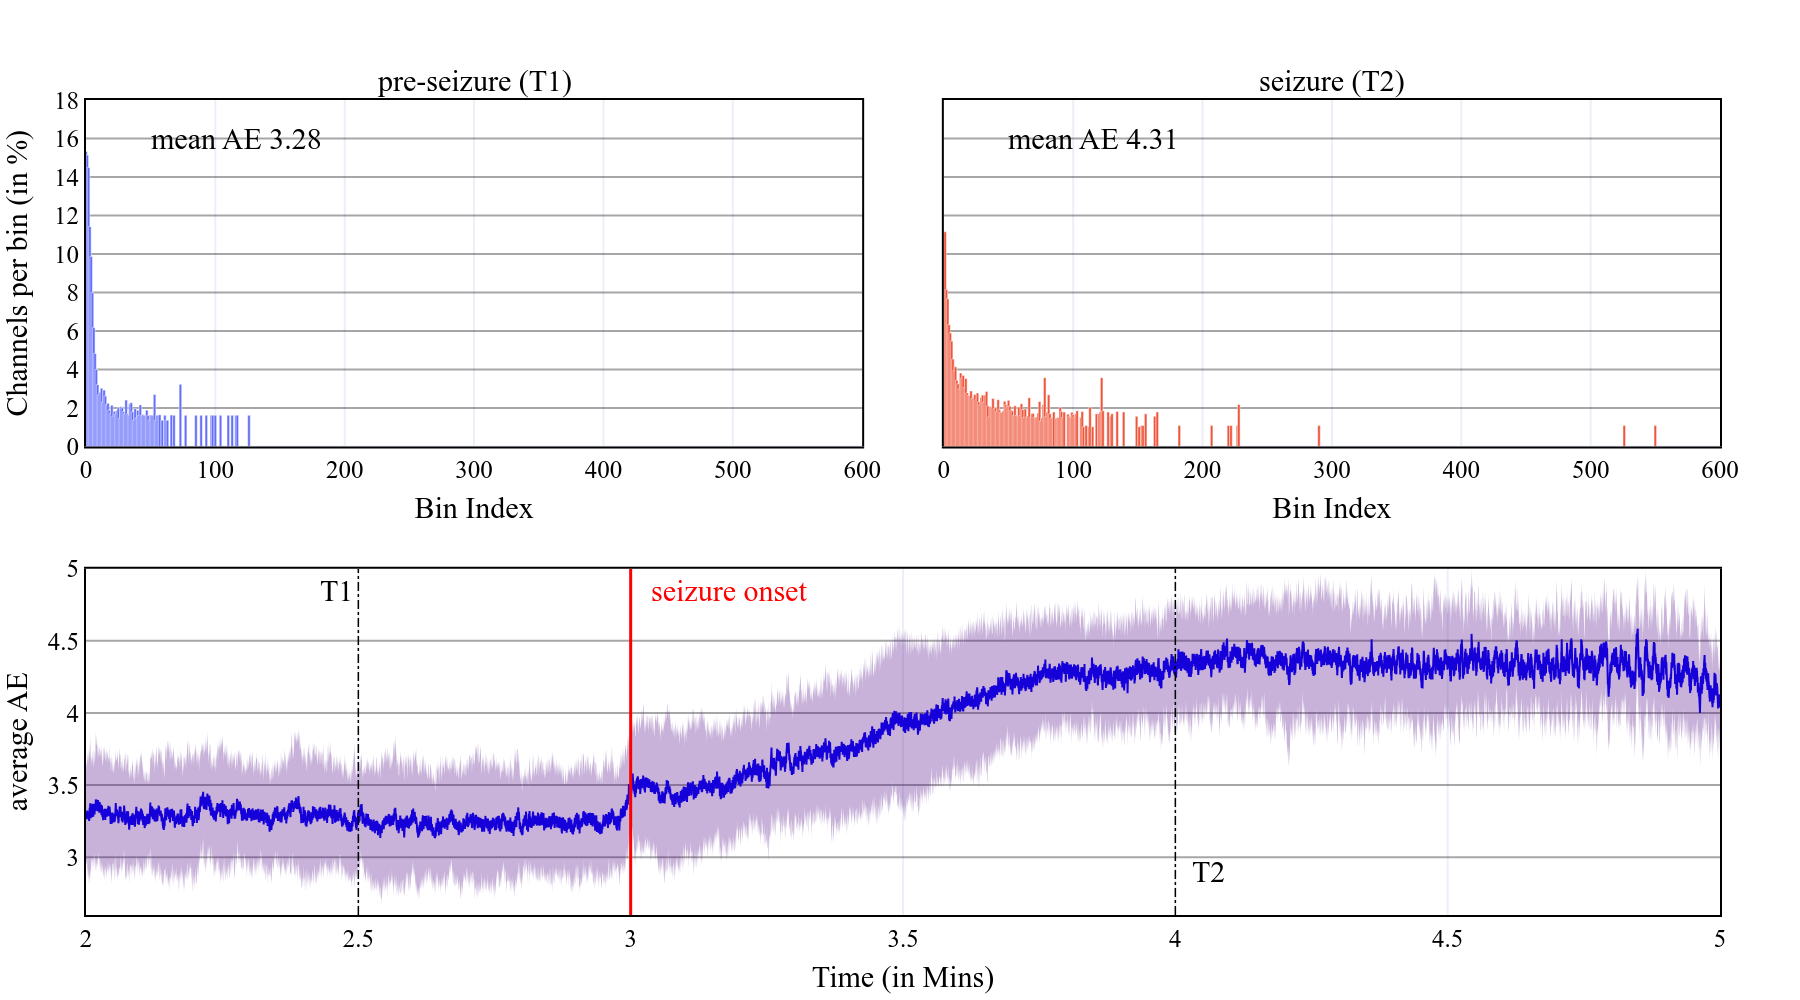 pre-seizure (T1)
seizure (T2)
18
16
14
12
10
8
6
4
2
0
Channels per bin (in %)
mean AE 3.28
mean AE 4.31
0 100 200 300 400 500 600
0 100 200 300 400 500 600
Bin Index
Bin Index
5
4.5
4
3.5
3
average AE
T1
seizure onset
T2
2 2.5 3 3.5 4 4.5 5
Time (in Mins)